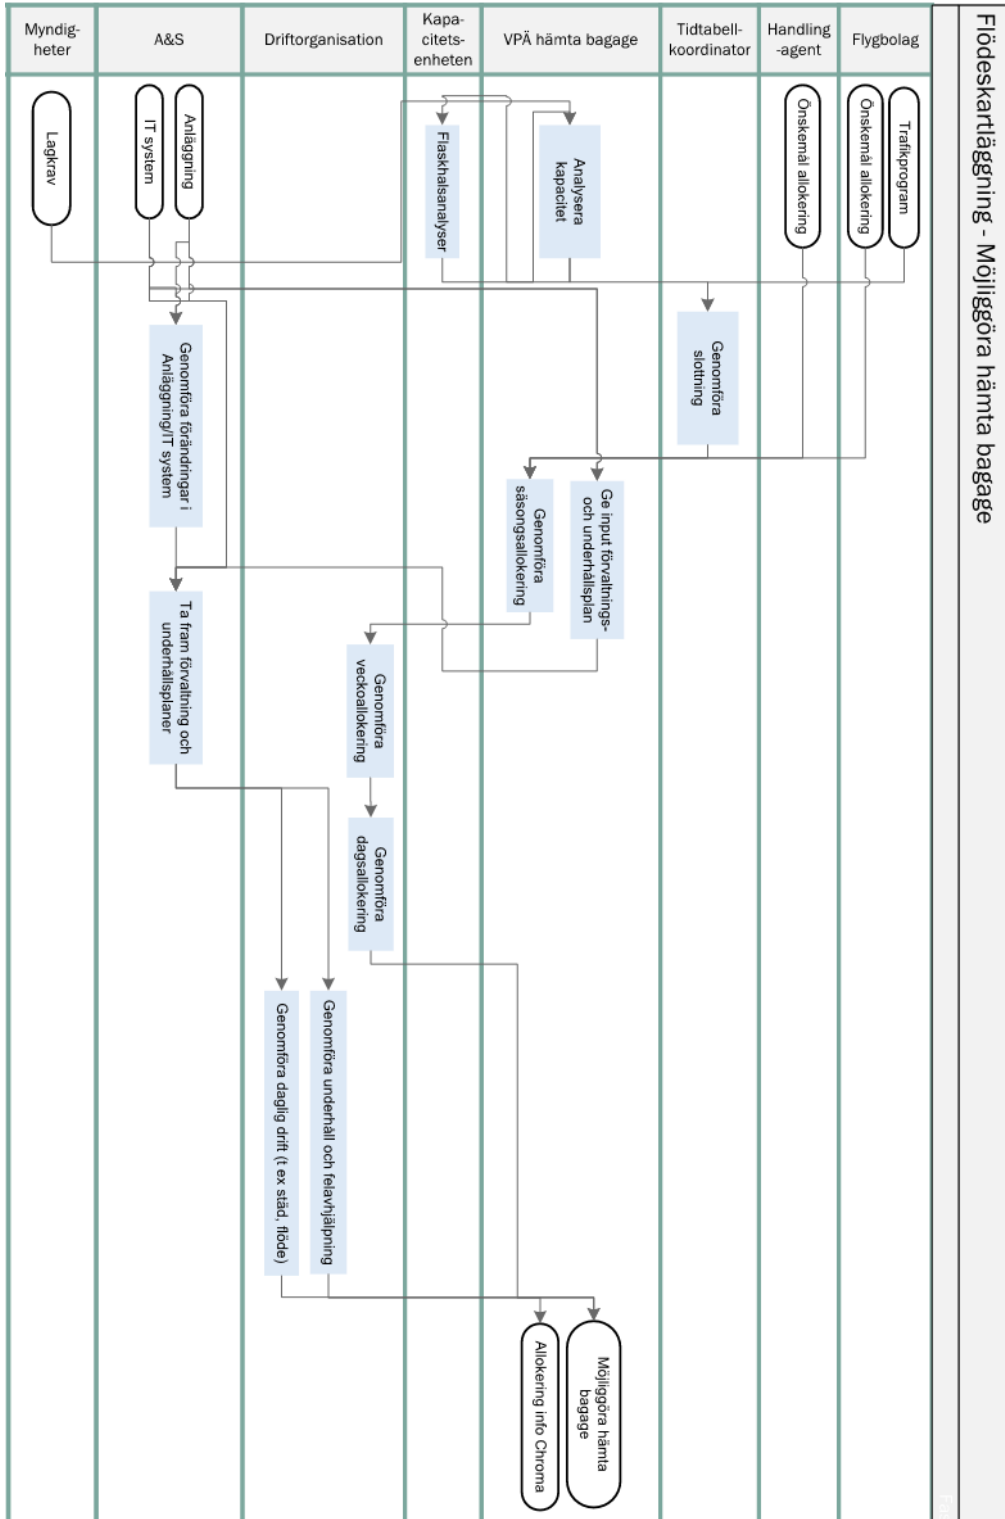 Flödeskartläggning - Möjliggöra hämta bagage
Myndig-
heter
A&S
Driftorganisation
Kapa-
citets-
enheten
VPÄ hämta bagage
Tidtabell-
koordinator
Handling
-agent
Flygbolag
Lagkrav
IT system
Anläggning
Flaskhalsanalyser
Analysera
kapacitet
Önskemål allokering
Önskemål allokering
Trafikprogram
Genomföra förändringar i
Anläggning/IT system
Genomföra
slottning
Genomföra
säsongsallokering
Ge input förvaltnings-
och underhållsplan
Ta fram förvaltning och
underhållsplaner
Genomföra
veckoallokering
Genomföra
dagsallokering
Genomföra daglig drift (t ex städ, flöde)
Genomföra underhåll och felavhjälpning
Allokering info Chroma
Möjliggöra hämta
bagage